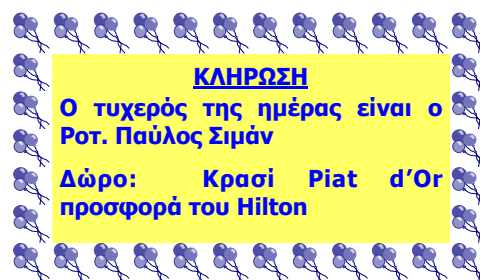 ΚΛΗΡΩΣΗ
Ο τυχερός της ημέρας είναι ο
Ροτ. Παύλος Σιμάν
Δώρο: Κρασί Piat d’Or
προσφορά του Hilton